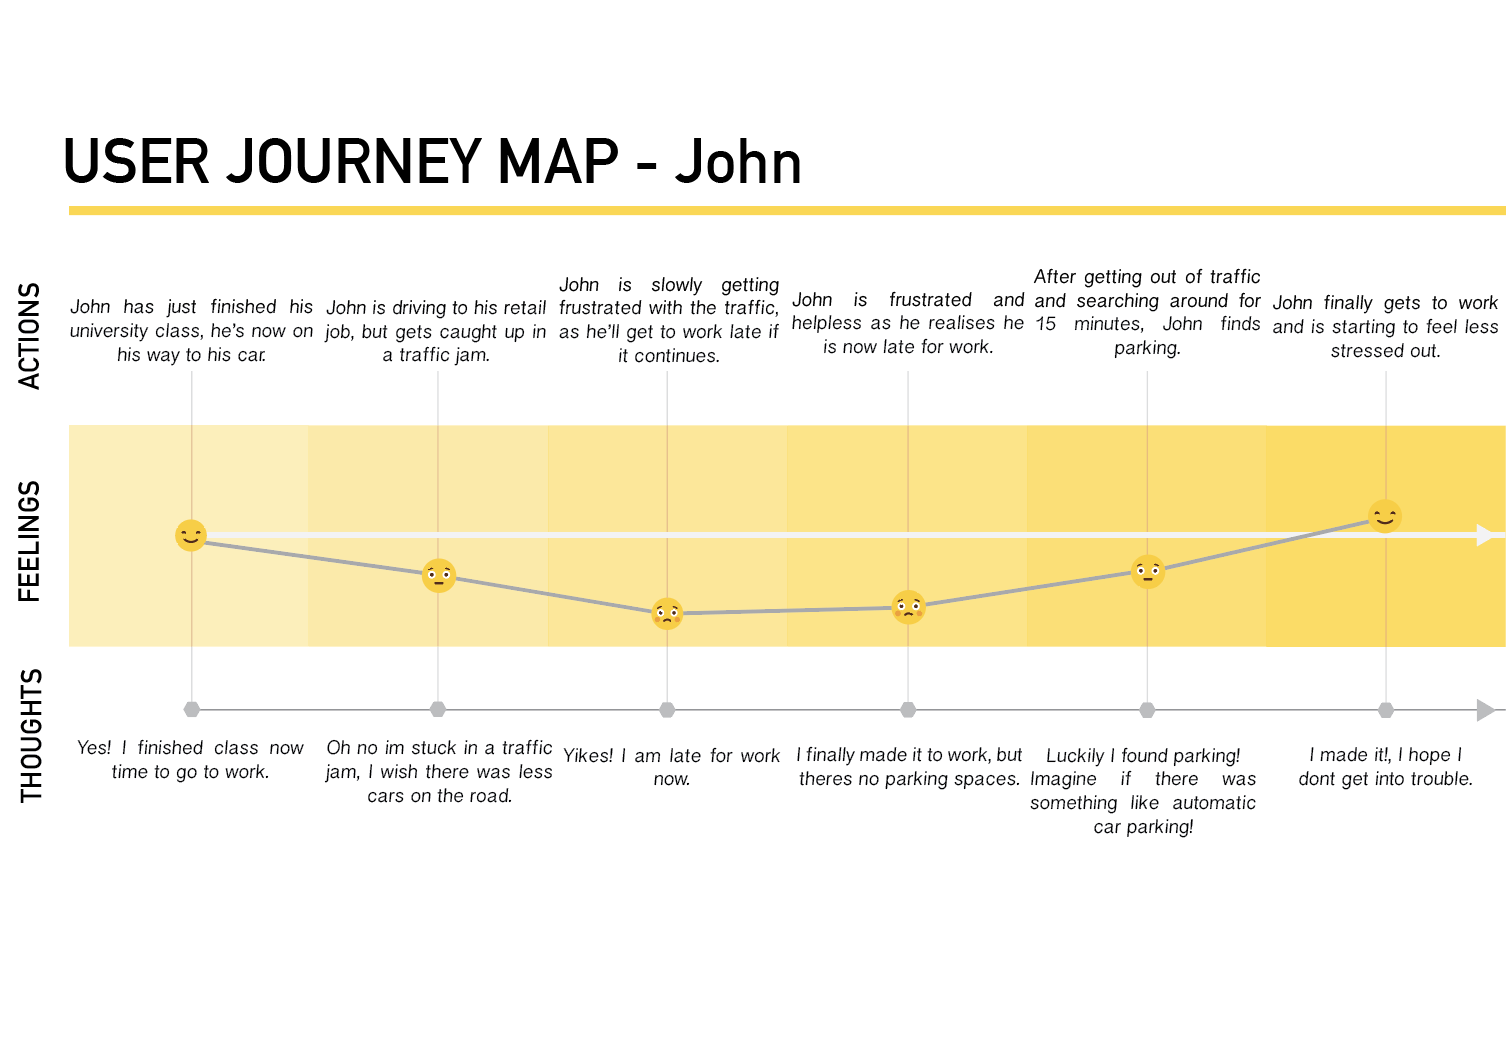 USER JOURNEY MAP - John
ACTIONS
John has just finished his
university class, he's now on
his way to his car.
John is driving to his retail
job, but gets caught up in
a traffic jam.
John is slowly getting
frustrated with the traffic,
as he'll get to work late if
it continues.
John is frustrated and
helpless as he realises he
is now late for work.
After getting out of traffic
and searching around for
15 minutes, John finds
parking.
John finally gets to work
and is starting to feel less
stressed out.
FEELINGS
THOUGHTS
Yes! I finished class now
time to go to work.
Oh no im stuck in a traffic
jam, I wish there was less
cars on the road.
Yikes! I am late for work
now.
I finally made it to work, but
theres no parking spaces.
Luckily I found parking!
Imagine if there was
something like automatic
car parking!
I made it!, I hope I
dont get into trouble.